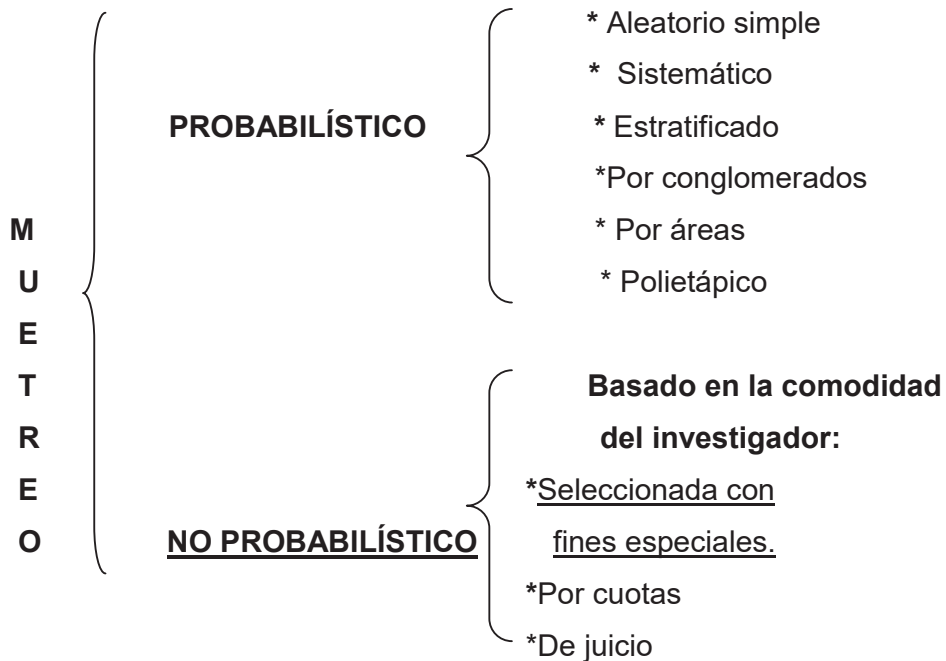 * Aleatorio simple
* Sistemático
PROBABILÍSTICO * Estratificado
*Por conglomerados
M * Por áreas
U * Polietápico
E
T Basado en la comodidad
R del investigador:
E *Seleccionada con
O NO PROBABILÍSTICO fines especiales.
*Por cuotas
*De juicio